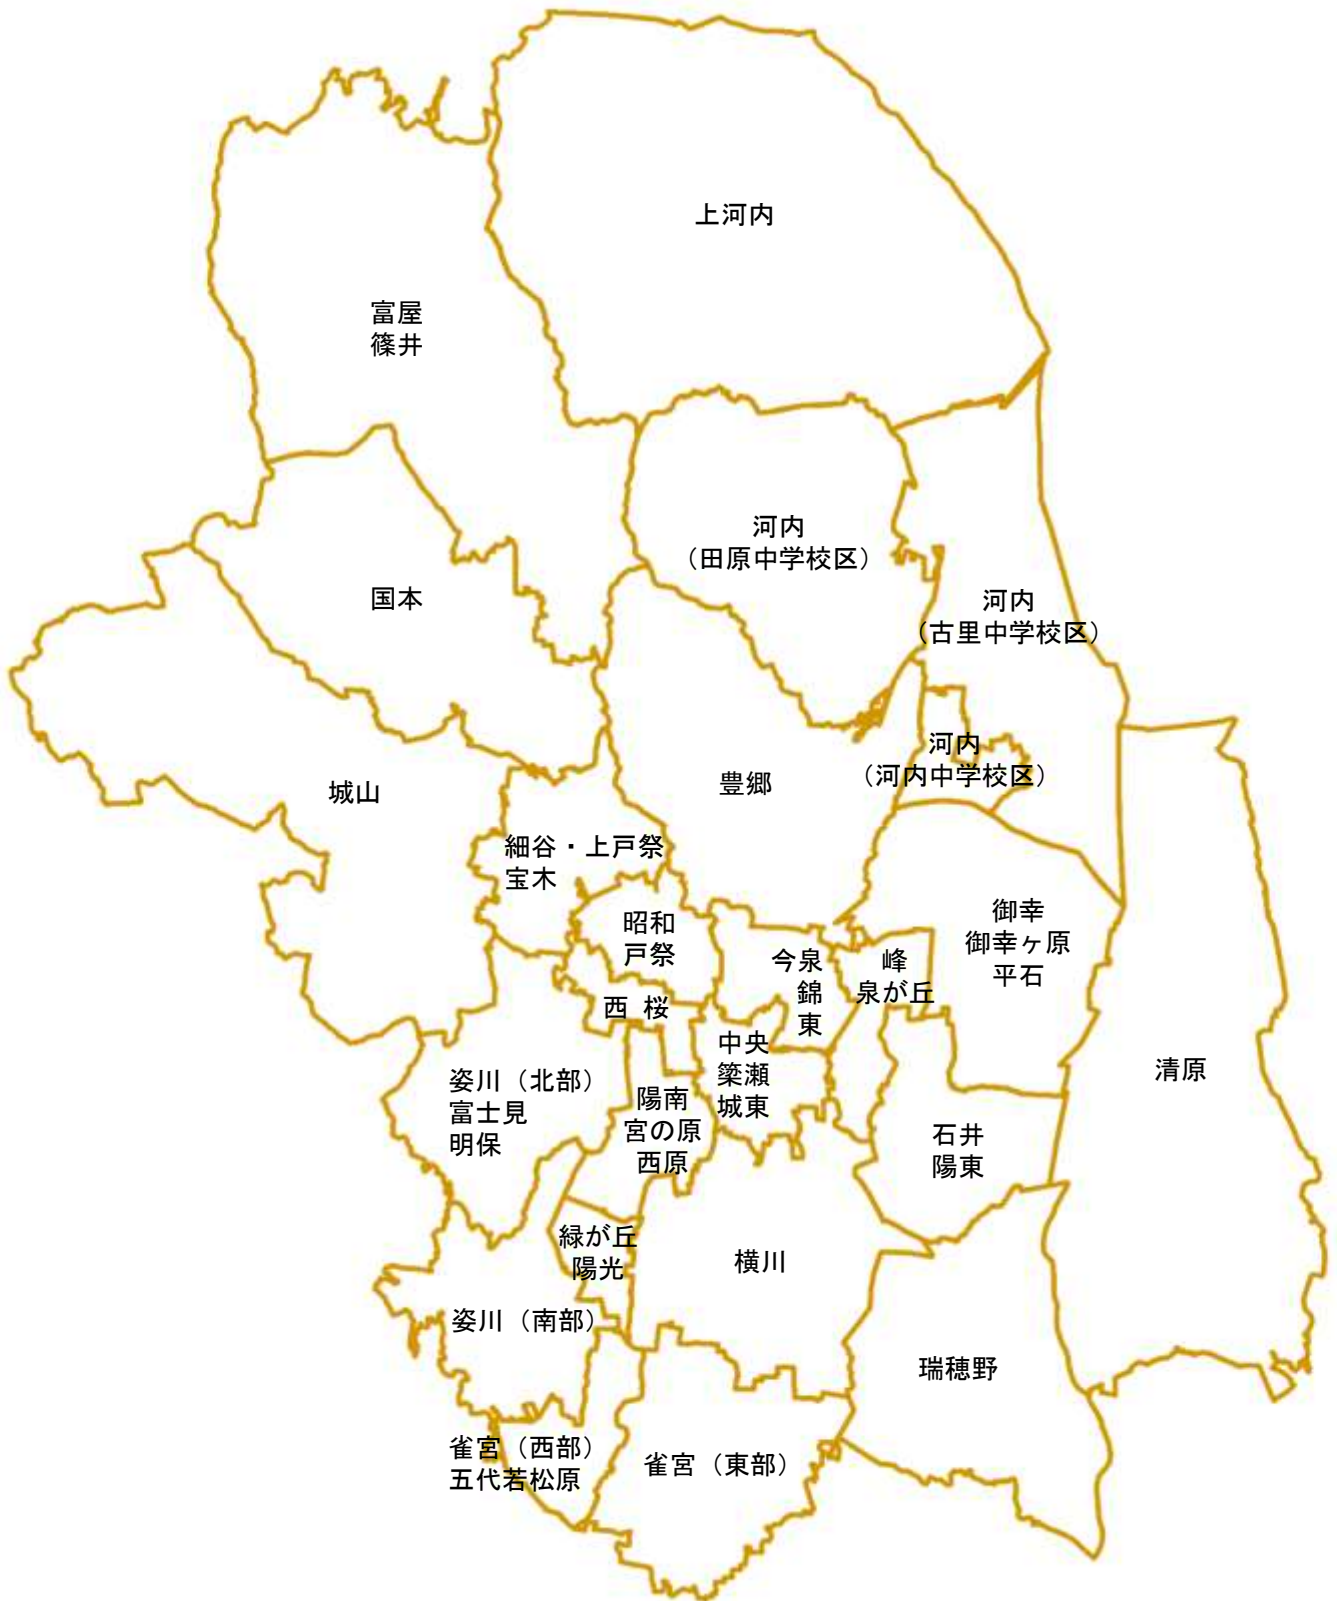 上河内
富屋
篠井
河内
（田原中学校区）
国本
河内
（古里中学校区）
河内
（河内中学校区）
豊郷
城山
細谷・上戸祭
宝木
昭和
戸祭
御幸
御幸ヶ原
平石
今泉
錦
東
峰
泉が丘
西 桜
中央
簗瀬
城東
清原
姿川（北部）
富士見
明保
陽南
宮の原
西原
石井
陽東
緑が丘
陽光
横川
姿川（南部）
瑞穂野
雀宮（西部）
五代若松原
雀宮（東部）